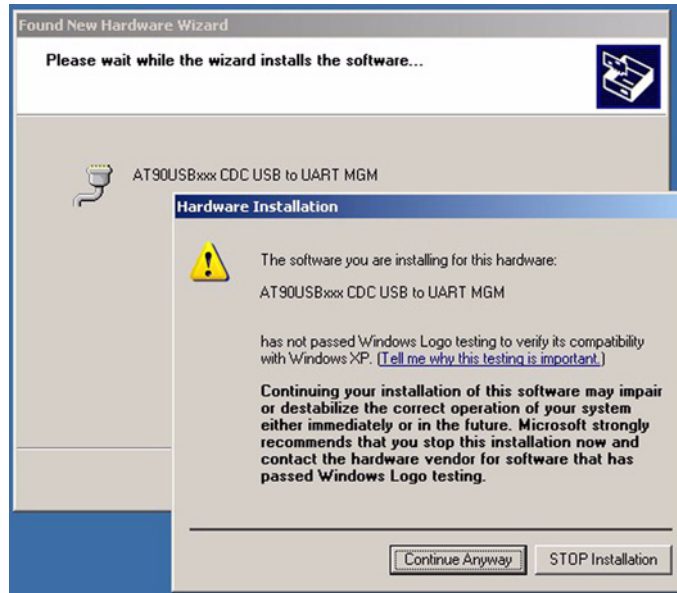 Found New Hardware Wizard
Please wait while the wizard installs the software...
AT90USBxxx CDC USB to UART MGM
Hardware Installation
The software you are installing for this hardware:
AT90USBxxx CDC USB to UART MGM
has not passed Windows Logo testing to verify its compatibility
with Windows XP. (Tell me why this testing is important.)
Continuing your installation of this software may impair
or destabilize the correct operation of your system
either immediately or in the future. Microsoft strongly
recommends that you stop this installation now and
contact the hardware vendor for software that has
passed Windows Logo testing.
Continue Anyway
STOP Installation